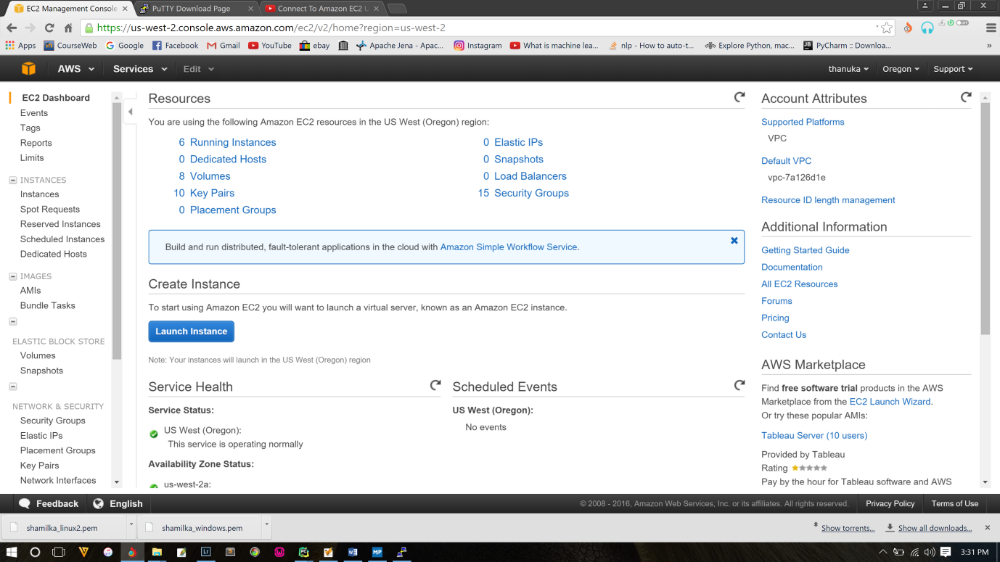 EC2 Management Console
PuTTY Download Page
Connect To Amazon EC2 L
https://us-west-2.console.aws.amazon.com/ec2/v2/home?region=us-west-2
Apps
CourseWeb
Google
Facebook
Gmail
YouTube
ebay
Apache Jena - Apac...
Instagram
What is machine lea...
nlp - How to auto-t...
Explore Python, mac...
PyCharm :: Downloa...
»
AWS
Services
Edit
thanuka
Oregon
Support
EC2 Dashboard
Events
Tags
Reports
Limits
INSTANCES
Instances
Spot Requests
Reserved Instances
Scheduled Instances
Dedicated Hosts
IMAGES
AMIs
Bundle Tasks
ELASTIC BLOCK STORE
Volumes
Snapshots
NETWORK & SECURITY
Security Groups
Elastic IPs
Placement Groups
Key Pairs
Network Interfaces
Resources
You are using the following Amazon EC2 resources in the US West (Oregon) region:
6 Running Instances
0 Elastic IPs
0 Dedicated Hosts
0 Snapshots
8 Volumes
0 Load Balancers
10 Key Pairs
15 Security Groups
0 Placement Groups
Build and run distributed, fault-tolerant applications in the cloud with Amazon Simple Workflow Service.
Create Instance
To start using Amazon EC2 you will want to launch a virtual server, known as an Amazon EC2 instance.
Launch Instance
Note: Your instances will launch in the US West (Oregon) region
Service Health
Service Status:
US West (Oregon):
This service is operating normally
Availability Zone Status:
us-west-2a:
Scheduled Events
US West (Oregon):
No events
Account Attributes
Supported Platforms
VPC
Default VPC
vpc-7a126d1e
Resource ID length management
Additional Information
Getting Started Guide
Documentation
All EC2 Resources
Forums
Pricing
Contact Us
AWS Marketplace
Find free software trial products in the AWS
Marketplace from the EC2 Launch Wizard.
Or try these popular AMIs:
Tableau Server (10 users)
Provided by Tableau
Rating
Pay by the hour for Tableau software and AWS
Feedback
English
© 2008 - 2016, Amazon Web Services, Inc. or its affiliates. All rights reserved.
Privacy Policy
Terms of Use
shamilka_linux2.pem
shamilka_windows.pem
Show torrents...
Show all downloads...
Lr
PC
W
MP
3:31 PM